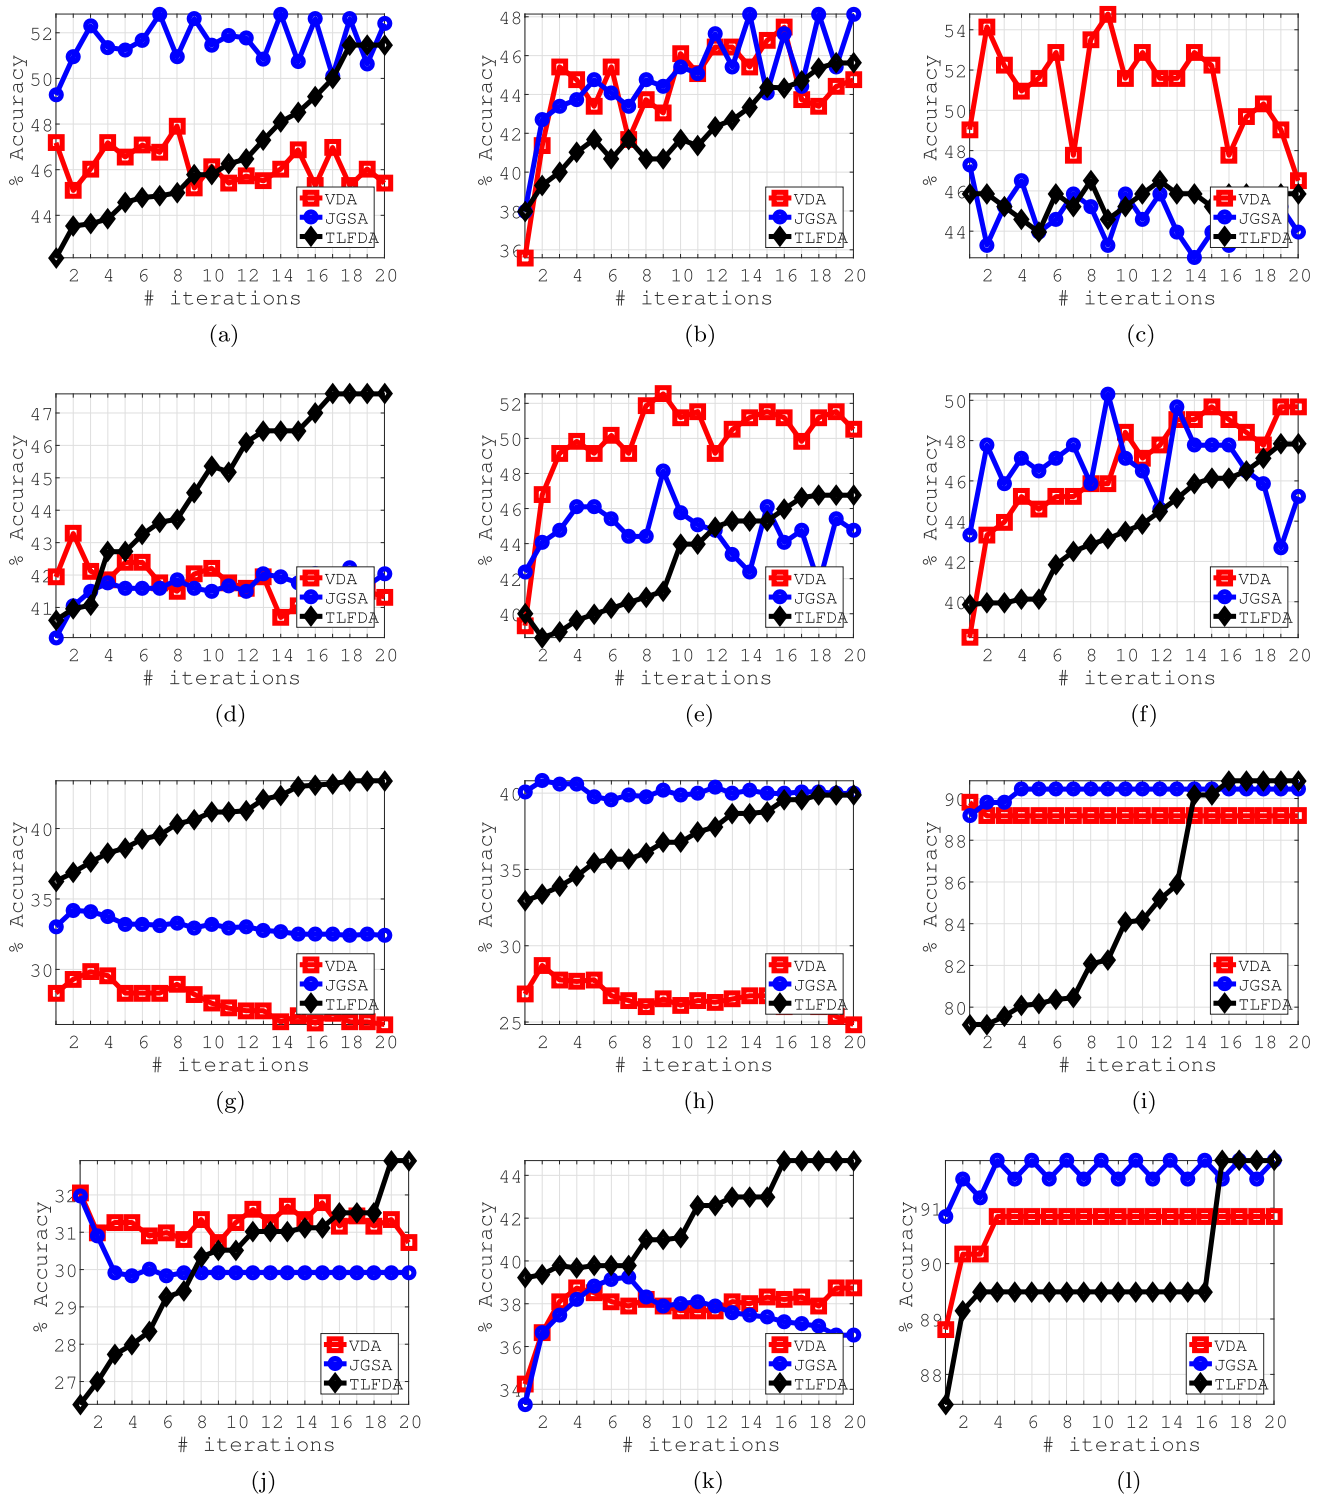 % Accuracy
52
50
48
46
44
VDA
JGSA
TLFDA
2 4 6 8 10 12 14 16 18 20
# iterations
(a)
% Accuracy
48
46
44
42
40
38
36
VDA
JGSA
TLFDA
2 4 6 8 10 12 14 16 18 20
# iterations
(b)
% Accuracy
54
52
50
48
46
44
VDA
JGSA
TLFDA
2 4 6 8 10 12 14 16 18 20
# iterations
(c)
% Accuracy
47
46
45
44
43
42
41
VDA
JGSA
TLFDA
2 4 6 8 10 12 14 16 18 20
# iterations
(d)
% Accuracy
52
50
48
46
44
42
40
VDA
JGSA
TLFDA
2 4 6 8 10 12 14 16 18 20
# iterations
(e)
% Accuracy
50
48
46
44
42
40
VDA
JGSA
TLFDA
2 4 6 8 10 12 14 16 18 20
# iterations
(f)
% Accuracy
40
35
30
VDA
JGSA
TLFDA
2 4 6 8 10 12 14 16 18 20
# iterations
(g)
% Accuracy
40
35
30
25
VDA
JGSA
TLFDA
2 4 6 8 10 12 14 16 18 20
# iterations
(h)
% Accuracy
90
88
86
84
82
80
VDA
JGSA
TLFDA
2 4 6 8 10 12 14 16 18 20
# iterations
(i)
% Accuracy
32
31
30
29
28
27
VDA
JGSA
TLFDA
2 4 6 8 10 12 14 16 18 20
# iterations
(j)
% Accuracy
44
42
40
38
36
34
VDA
JGSA
TLFDA
2 4 6 8 10 12 14 16 18 20
# iterations
(k)
% Accuracy
91
90
89
88
VDA
JGSA
TLFDA
2 4 6 8 10 12 14 16 18 20
# iterations
(l)